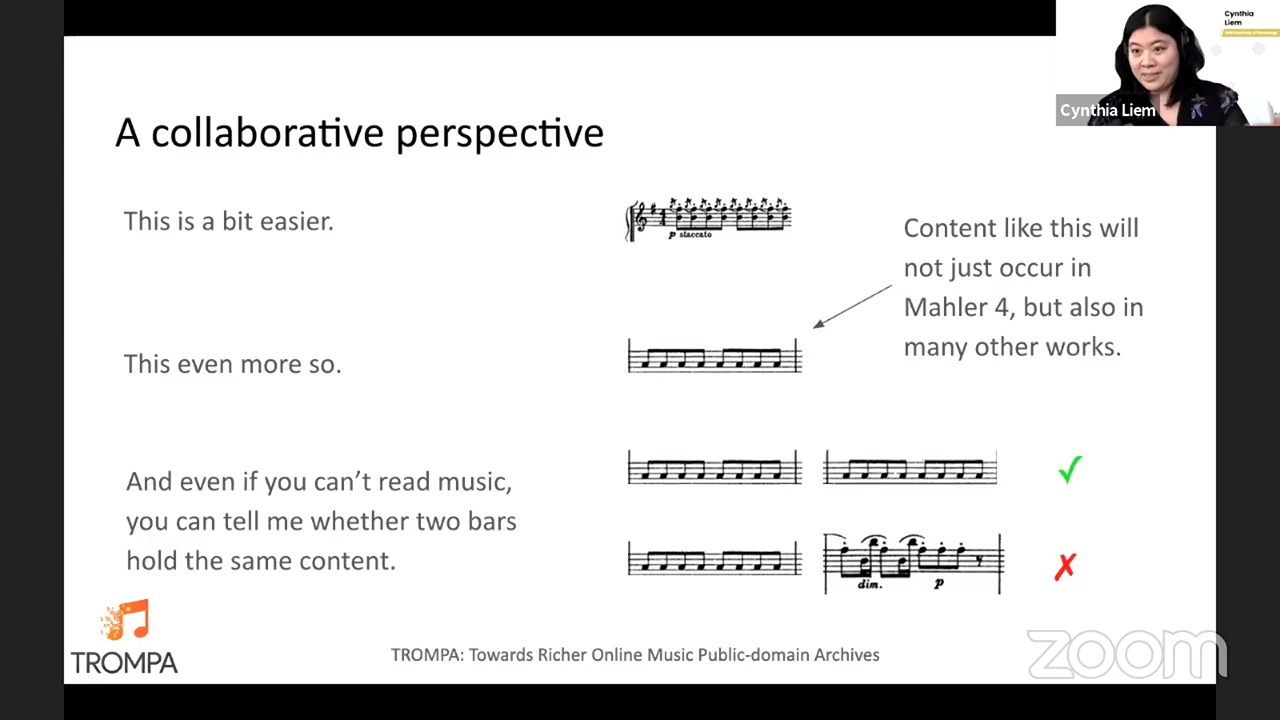 Cynthia
Liem
Cynthia Liem
A collaborative perspective
This is a bit easier.
p staccato
Content like this will
not just occur in
Mahler 4, but also in
many other works.
This even more so.
And even if you can't read music,
you can tell me whether two bars
hold the same content.
dim.
p
TROMPA
TROMPA: Towards Richer Online Music Public-domain Archives
zoom